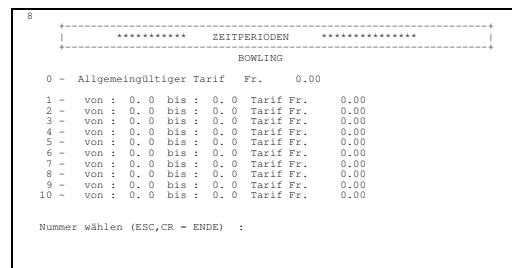 8
*********** ZEITPERIODEN ***************
BOWLING
0 - Allgemeingültiger Tarif Fr. 0.00
1 - von : 0. 0 bis : 0. 0 Tarif Fr. 0.00
2 - von : 0. 0 bis : 0. 0 Tarif Fr. 0.00
3 - von : 0. 0 bis : 0. 0 Tarif Fr. 0.00
4 - von : 0. 0 bis : 0. 0 Tarif Fr. 0.00
5 - von : 0. 0 bis : 0. 0 Tarif Fr. 0.00
6 - von : 0. 0 bis : 0. 0 Tarif Fr. 0.00
7 - von : 0. 0 bis : 0. 0 Tarif Fr. 0.00
8 - von : 0. 0 bis : 0. 0 Tarif Fr. 0.00
9 - von : 0. 0 bis : 0. 0 Tarif Fr. 0.00
10 - von : 0. 0 bis : 0. 0 Tarif Fr. 0.00
Nummer wählen (ESC,CR = ENDE) :